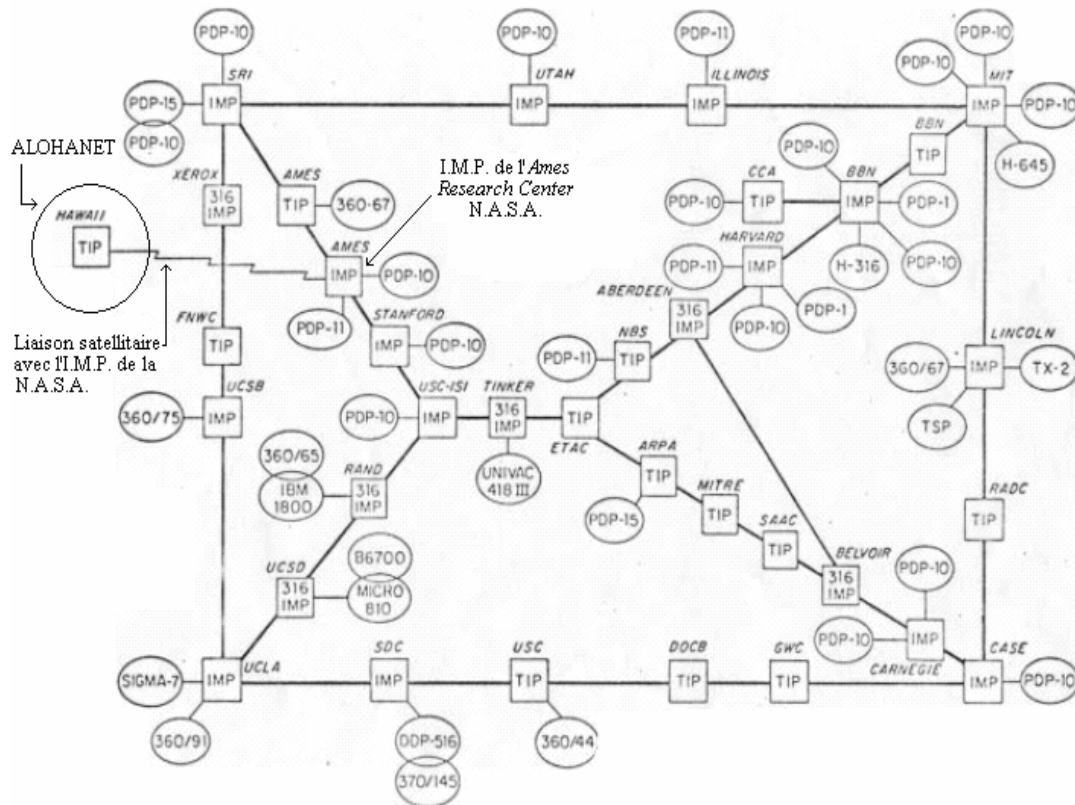 PDP-10
PDP-10
PDP-11
PDP-10
SRI
UTAH
ILLINOIS
PDP-10
MIT
PDP-15
IMP
IMP
IMP
IMP
PDP-10
PDP-10
BBN
ALOHANET
PDP-10
TIP
H-645
XEROX
AMES
I.M.P. de l'Ames
Research Center
N.A.S.A.
CCA
BBN
316
IMP
TIP
360-67
PDP-10
TIP
IMP
PDP-1
HAWAII
TIP
AMES
IMP
PDP-10
HARVARD
PDP-11
IMP
H-316
PDP-10
ABERDEEN
PDP-1
PDP-11
STANFORD
316
IMP
PDP-10
FNWC
NBS
LINCOLN
Liaison satellitaire
avec l'I.M.P. de la
N.A.S.A.
TIP
IMP
PDP-10
PDP-11
TIP
360/67
IMP
TX-2
UCSB
USC-ISI
TINKER
360/75
IMP
PDP-10
IMP
316
IMP
TIP
TSP
ETAC
ARPA
360/65
RAND
UNIVAC
418 III
TIP
MITRE
IBM
1800
316
IMP
RADC
PDP-15
TIP
SAAC
TIP
TIP
BELVOIR
UCSD
B6700
PDP-10
316
IMP
MICRO
810
316
IMP
PDP-10
IMP
UCLA
SDC
USC
DOCB
GWC
CARNEGIE
CASE
SIGMA-7
IMP
IMP
TIP
TIP
TIP
IMP
PDP-10
360/91
DDP-516
360/44
370/145